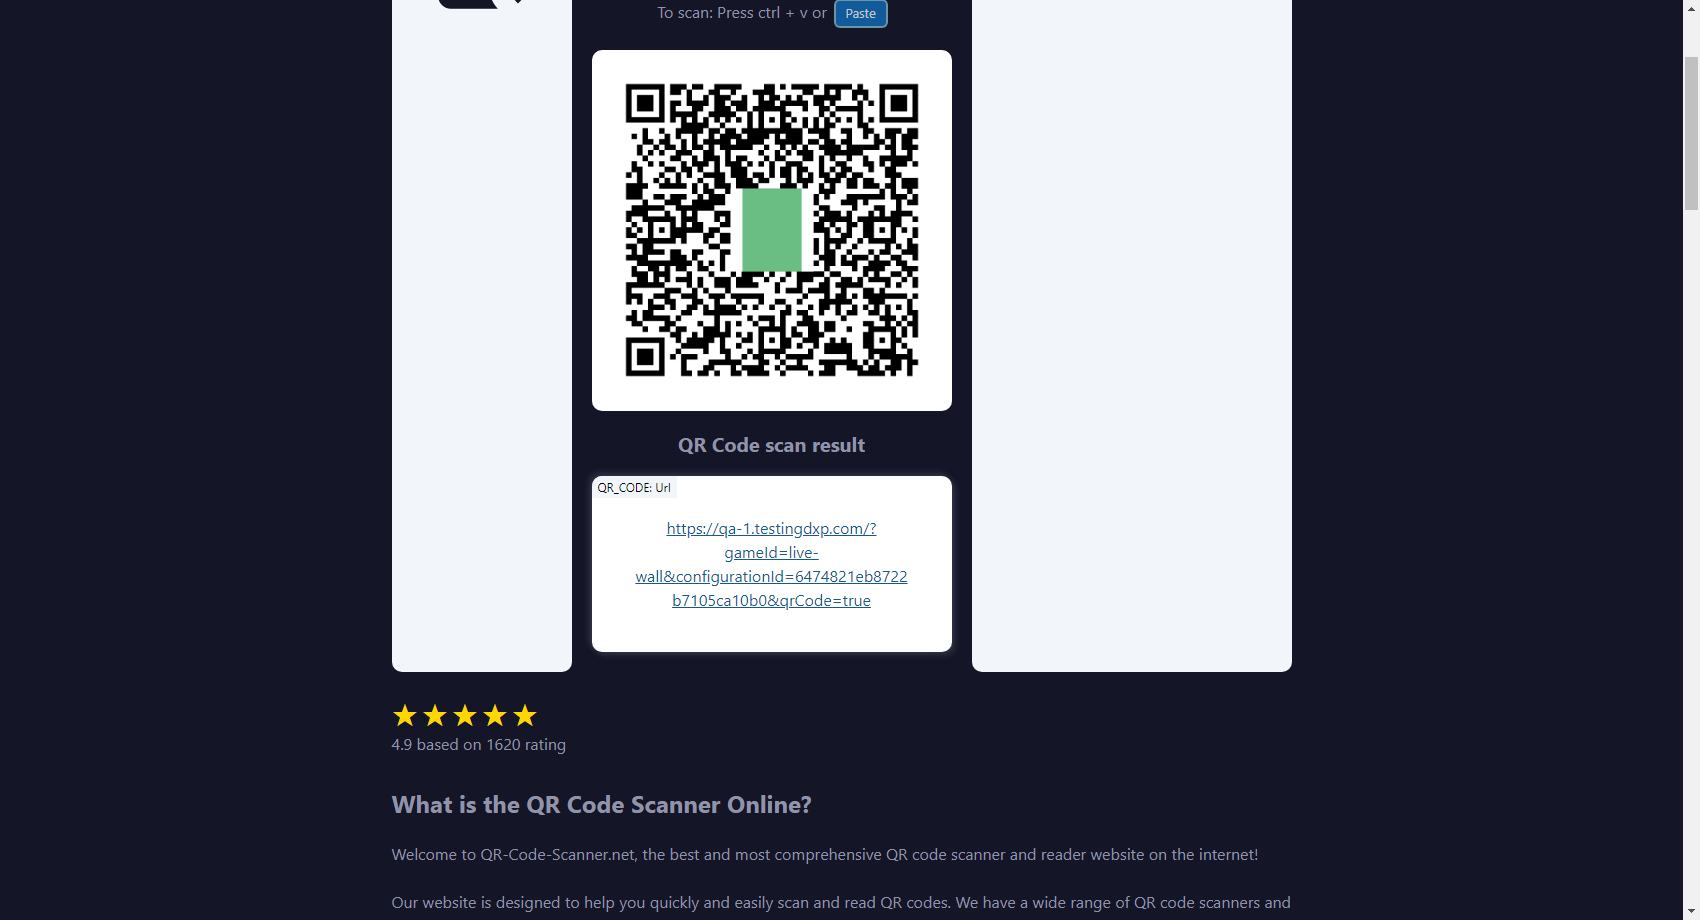 To scan: Press ctrl + v or Paste
QR Code scan result
QR_CODE: Url
https://qa-1.testingdxp.com/?
gameId=live-
wall&configurationId=6474821eb8722
b7105ca10b0&qrCode=true
4.9 based on 1620 rating
What is the QR Code Scanner Online?
Welcome to QR-Code-Scanner.net, the best and most comprehensive QR code scanner and reader website on the internet!
Our website is designed to help you quickly and easily scan and read QR codes. We have a wide range of QR code scanners and